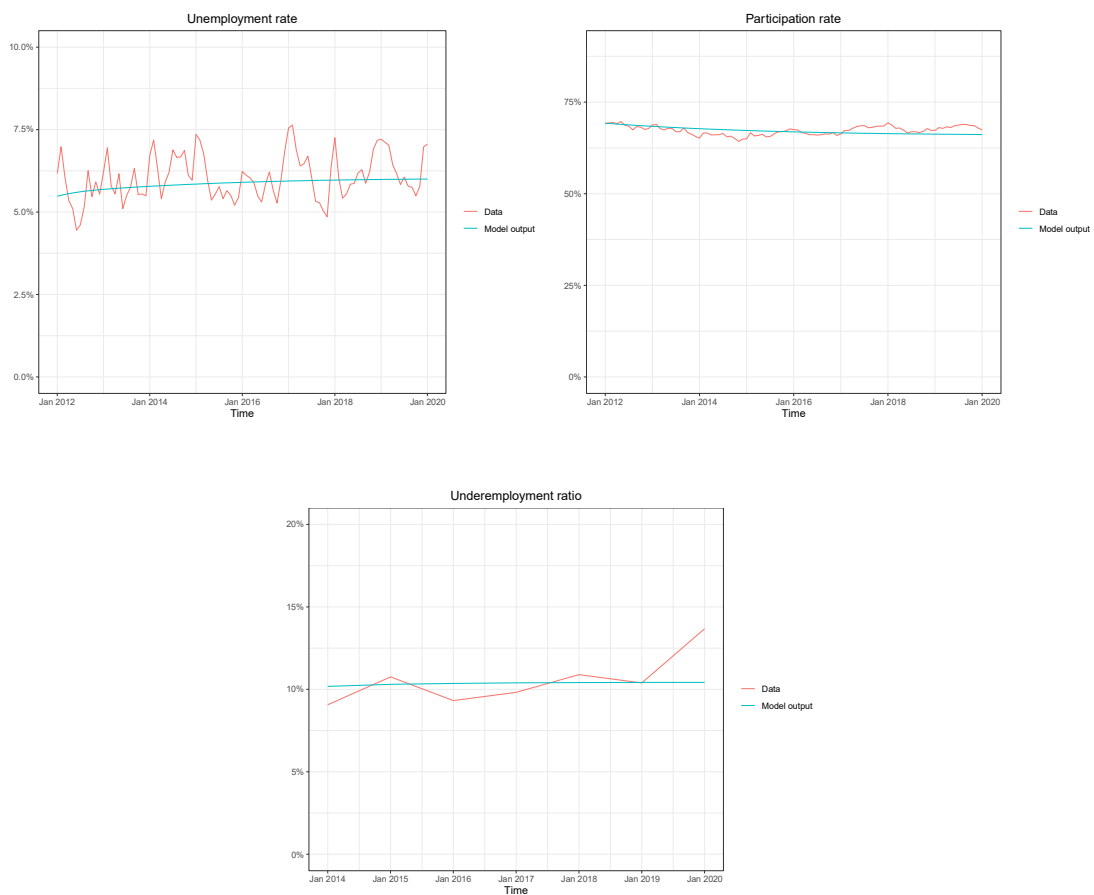 Unemployment rate
10.0%
7.5%
5.0%
2.5%
0.0%
Jan 2012 Jan 2014 Jan 2016 Jan 2018 Jan 2020
Time
Data
Model output
Participation rate
75%
50%
25%
0%
Jan 2012 Jan 2014 Jan 2016 Jan 2018 Jan 2020
Time
Data
Model output
Underemployment ratio
20%
15%
10%
5%
0%
Jan 2014 Jan 2015 Jan 2016 Jan 2017 Jan 2018 Jan 2019 Jan 2020
Time
Data
Model output